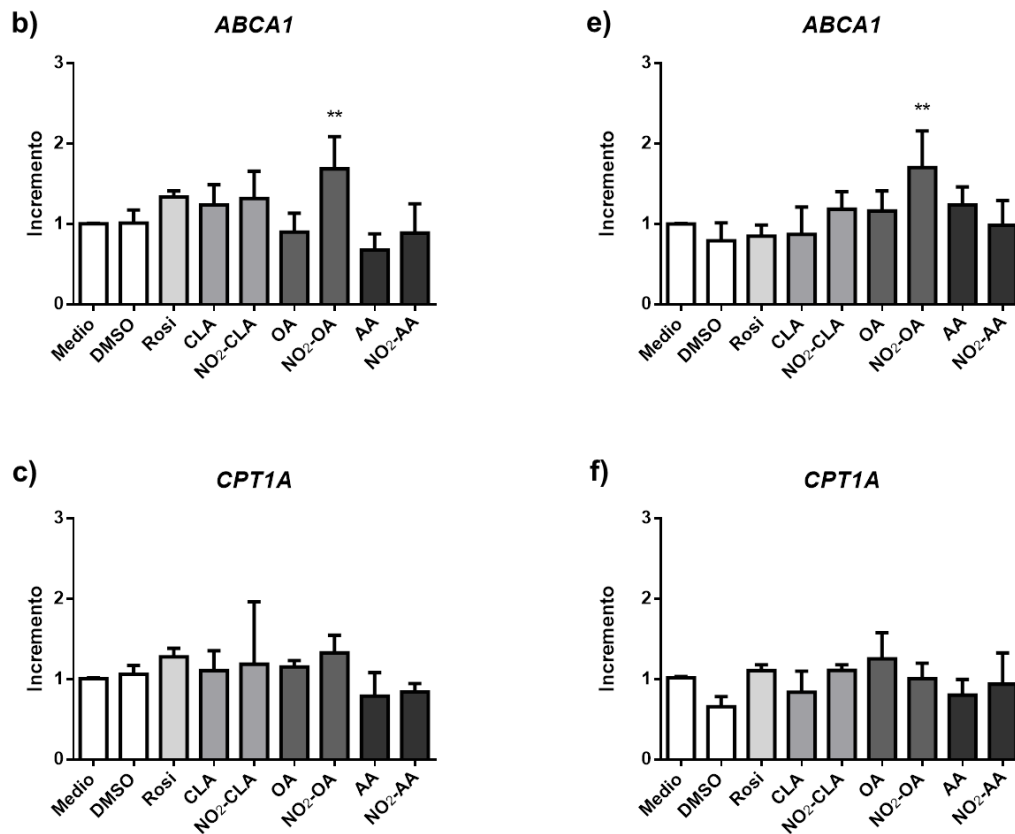 b)
ABCA1
Incremento
3
2
1
0
**
Medio
DMSO
Rosi
CLA
NO₂-CLA
OA
NO₂-OA
AA
NO₂-AA
e)
ABCA1
Incremento
3
2
1
0
**
Medio
DMSO
Rosi
CLA
NO₂-CLA
OA
NO₂-OA
AA
NO₂-AA
c)
CPT1A
Incremento
3
2
1
0
Medio
DMSO
Rosi
CLA
NO₂-CLA
OA
NO₂-OA
AA
NO₂-AA
f)
CPT1A
Incremento
3
2
1
0
Medio
DMSO
Rosi
CLA
NO₂-CLA
OA
NO₂-OA
AA
NO₂-AA